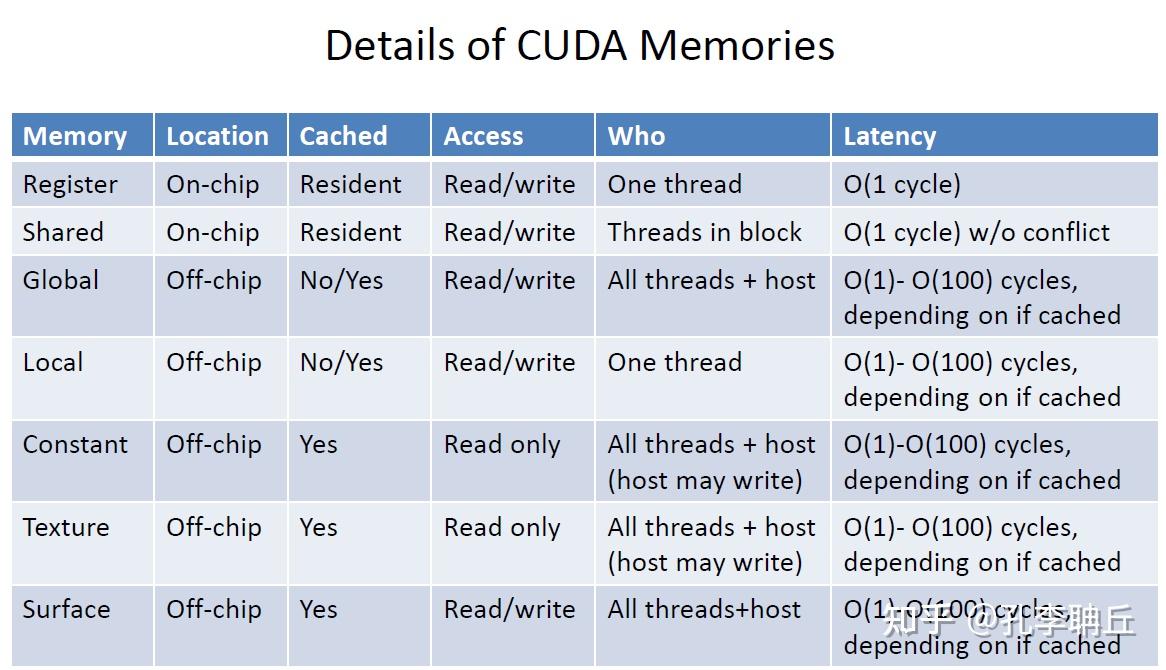 Details of CUDA Memories
Memory Location Cached Access Who Latency
Register On-chip Resident Read/write One thread O(1 cycle)
Shared On-chip Resident Read/write Threads in block O(1 cycle) w/o conflict
Global Off-chip No/Yes Read/write All threads + host O(1)- O(100) cycles,
depending on if cached
Local Off-chip No/Yes Read/write One thread O(1)- O(100) cycles,
depending on if cached
Constant Off-chip Yes Read only All threads + host O(1)-O(100) cycles,
(host may write) depending on if cached
Texture Off-chip Yes Read only All threads + host O(1)- O(100) cycles,
(host may write) depending on if cached
Surface Off-chip Yes Read/write All threads+host O(1)-O(100) cycles,
知乎 @孔李聃丘
depending on if cached